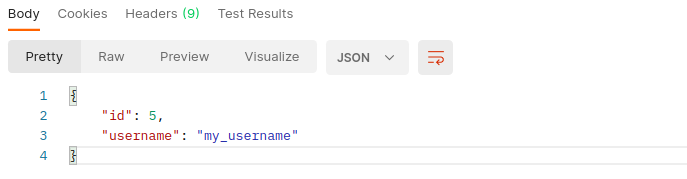 Body Cookies Headers (9) Test Results
Pretty Raw Preview Visualize JSON
1 {
2 "id": 5,
3 "username": "my_username"
4 }